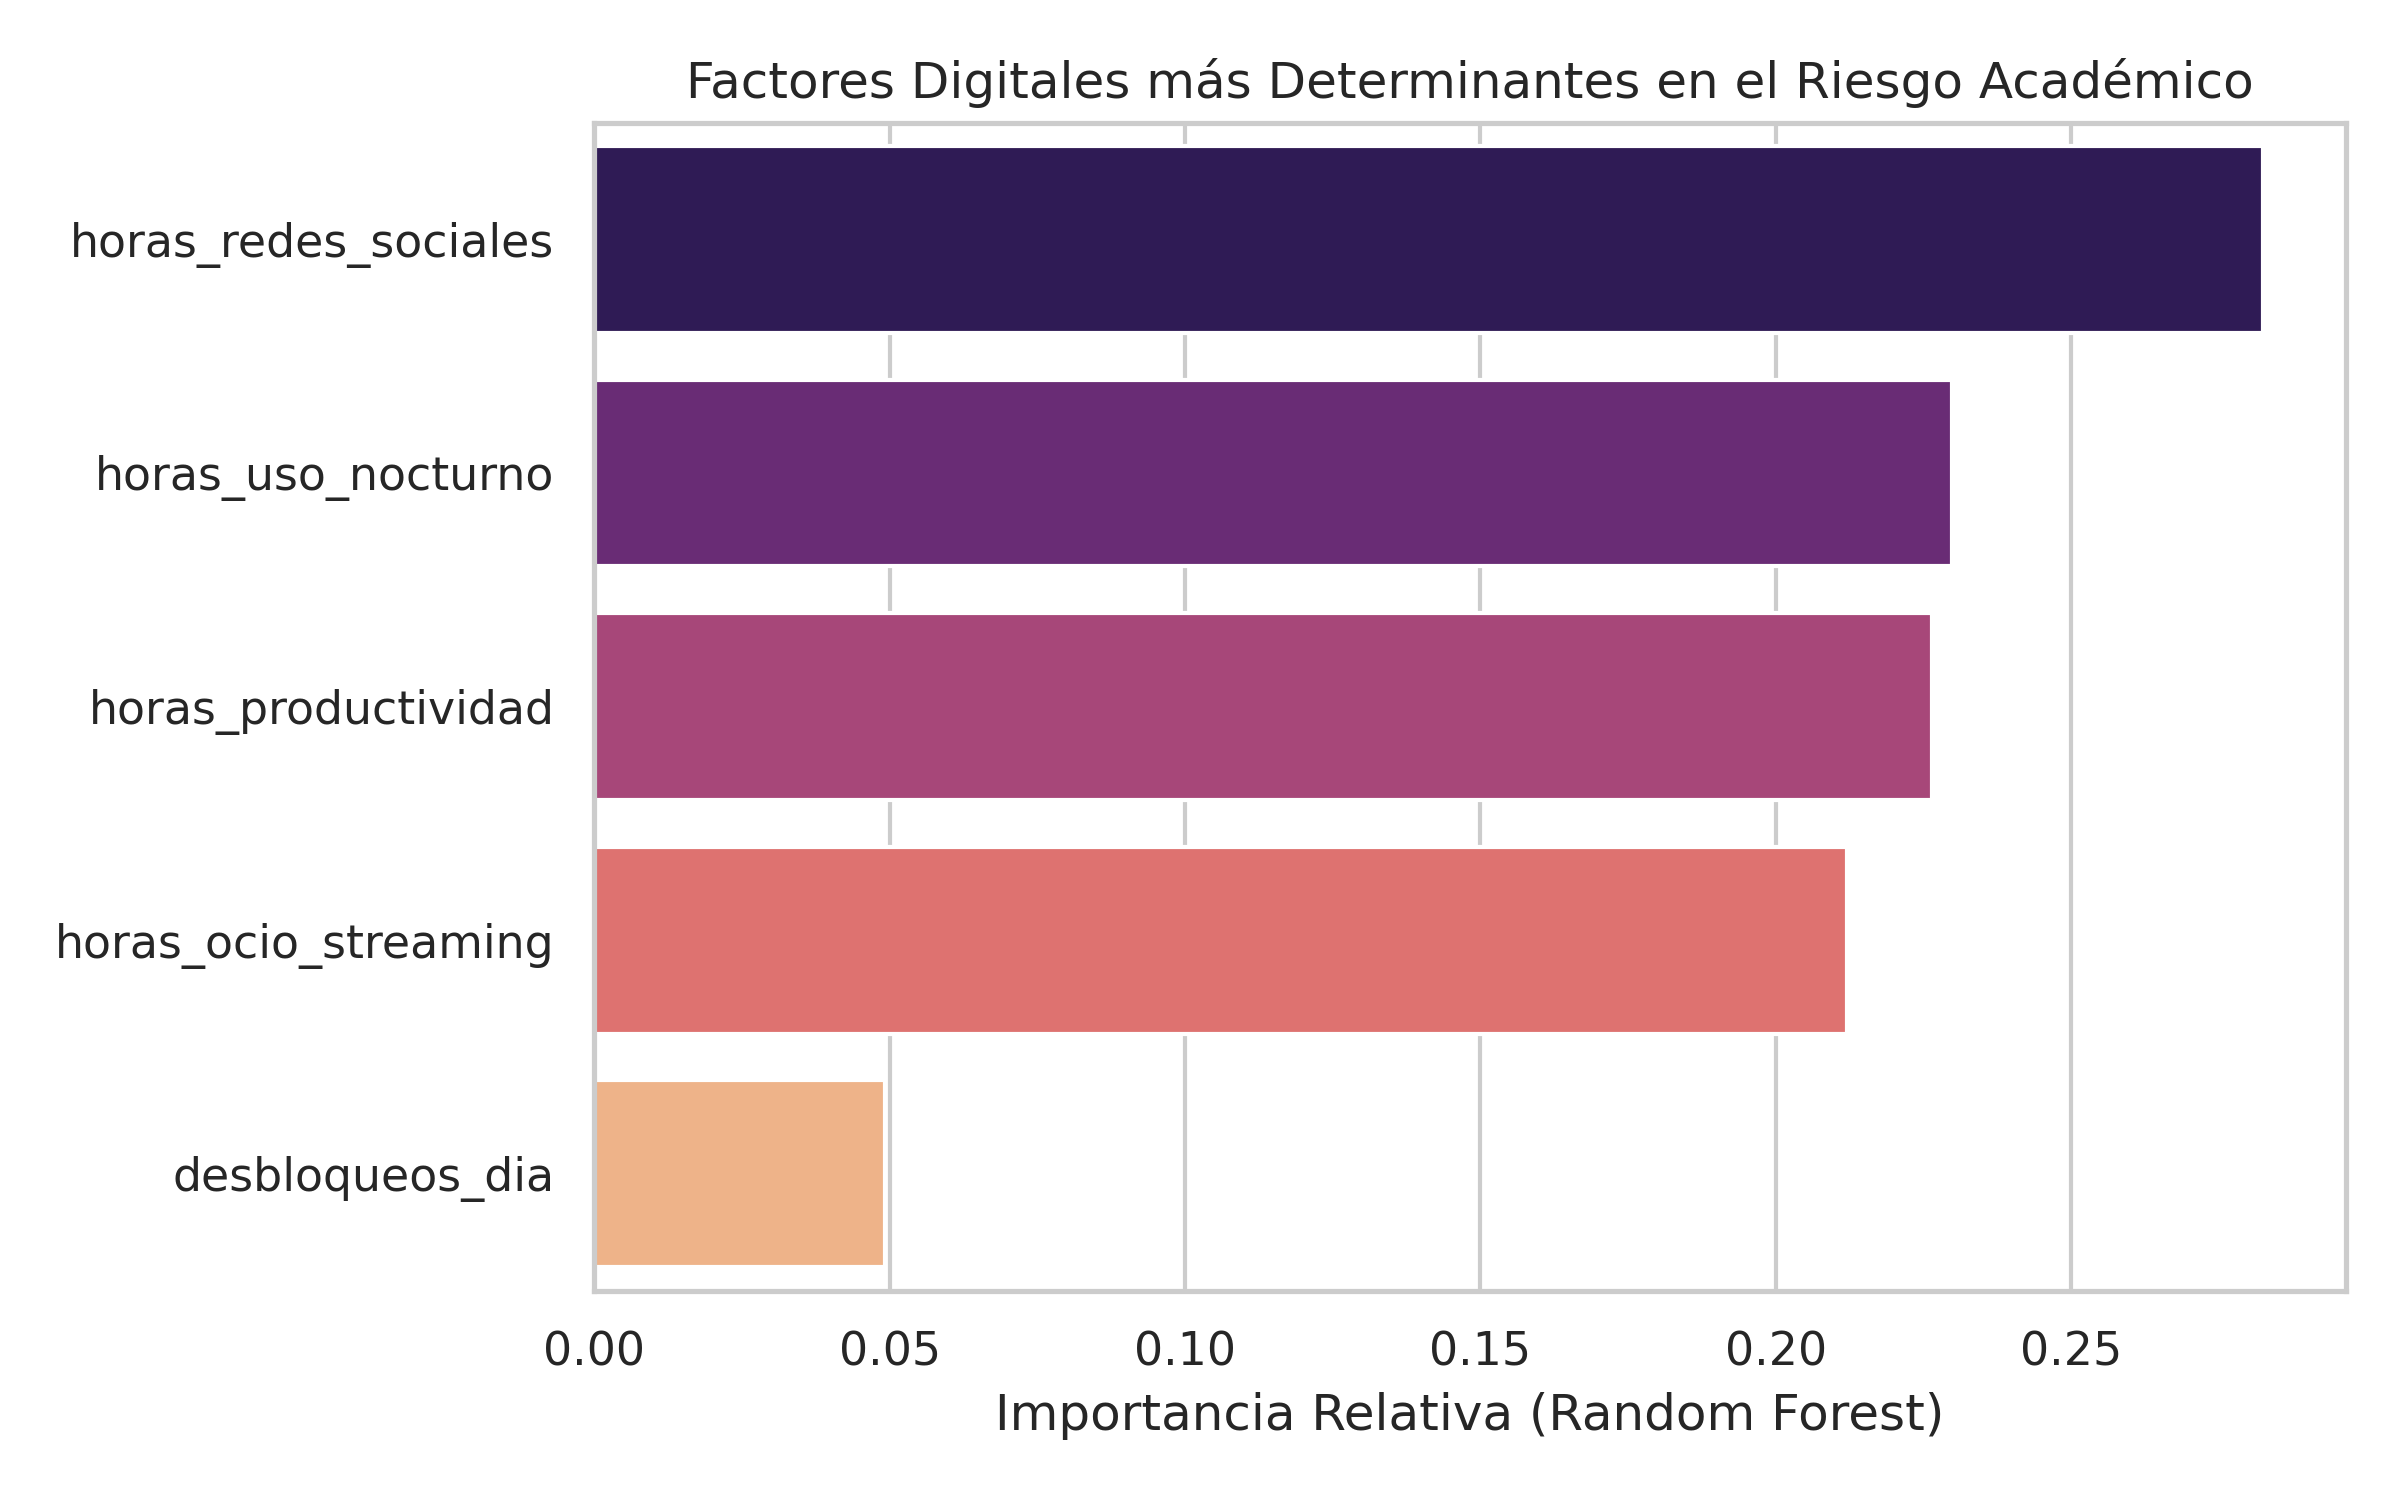 Factores Digitales más Determinantes en el Riesgo Académico
horas_redes_sociales
horas_uso_nocturno
horas_productividad
horas_ocio_streaming
desbloqueos_dia
0.00 0.05 0.10 0.15 0.20 0.25
Importancia Relativa (Random Forest)